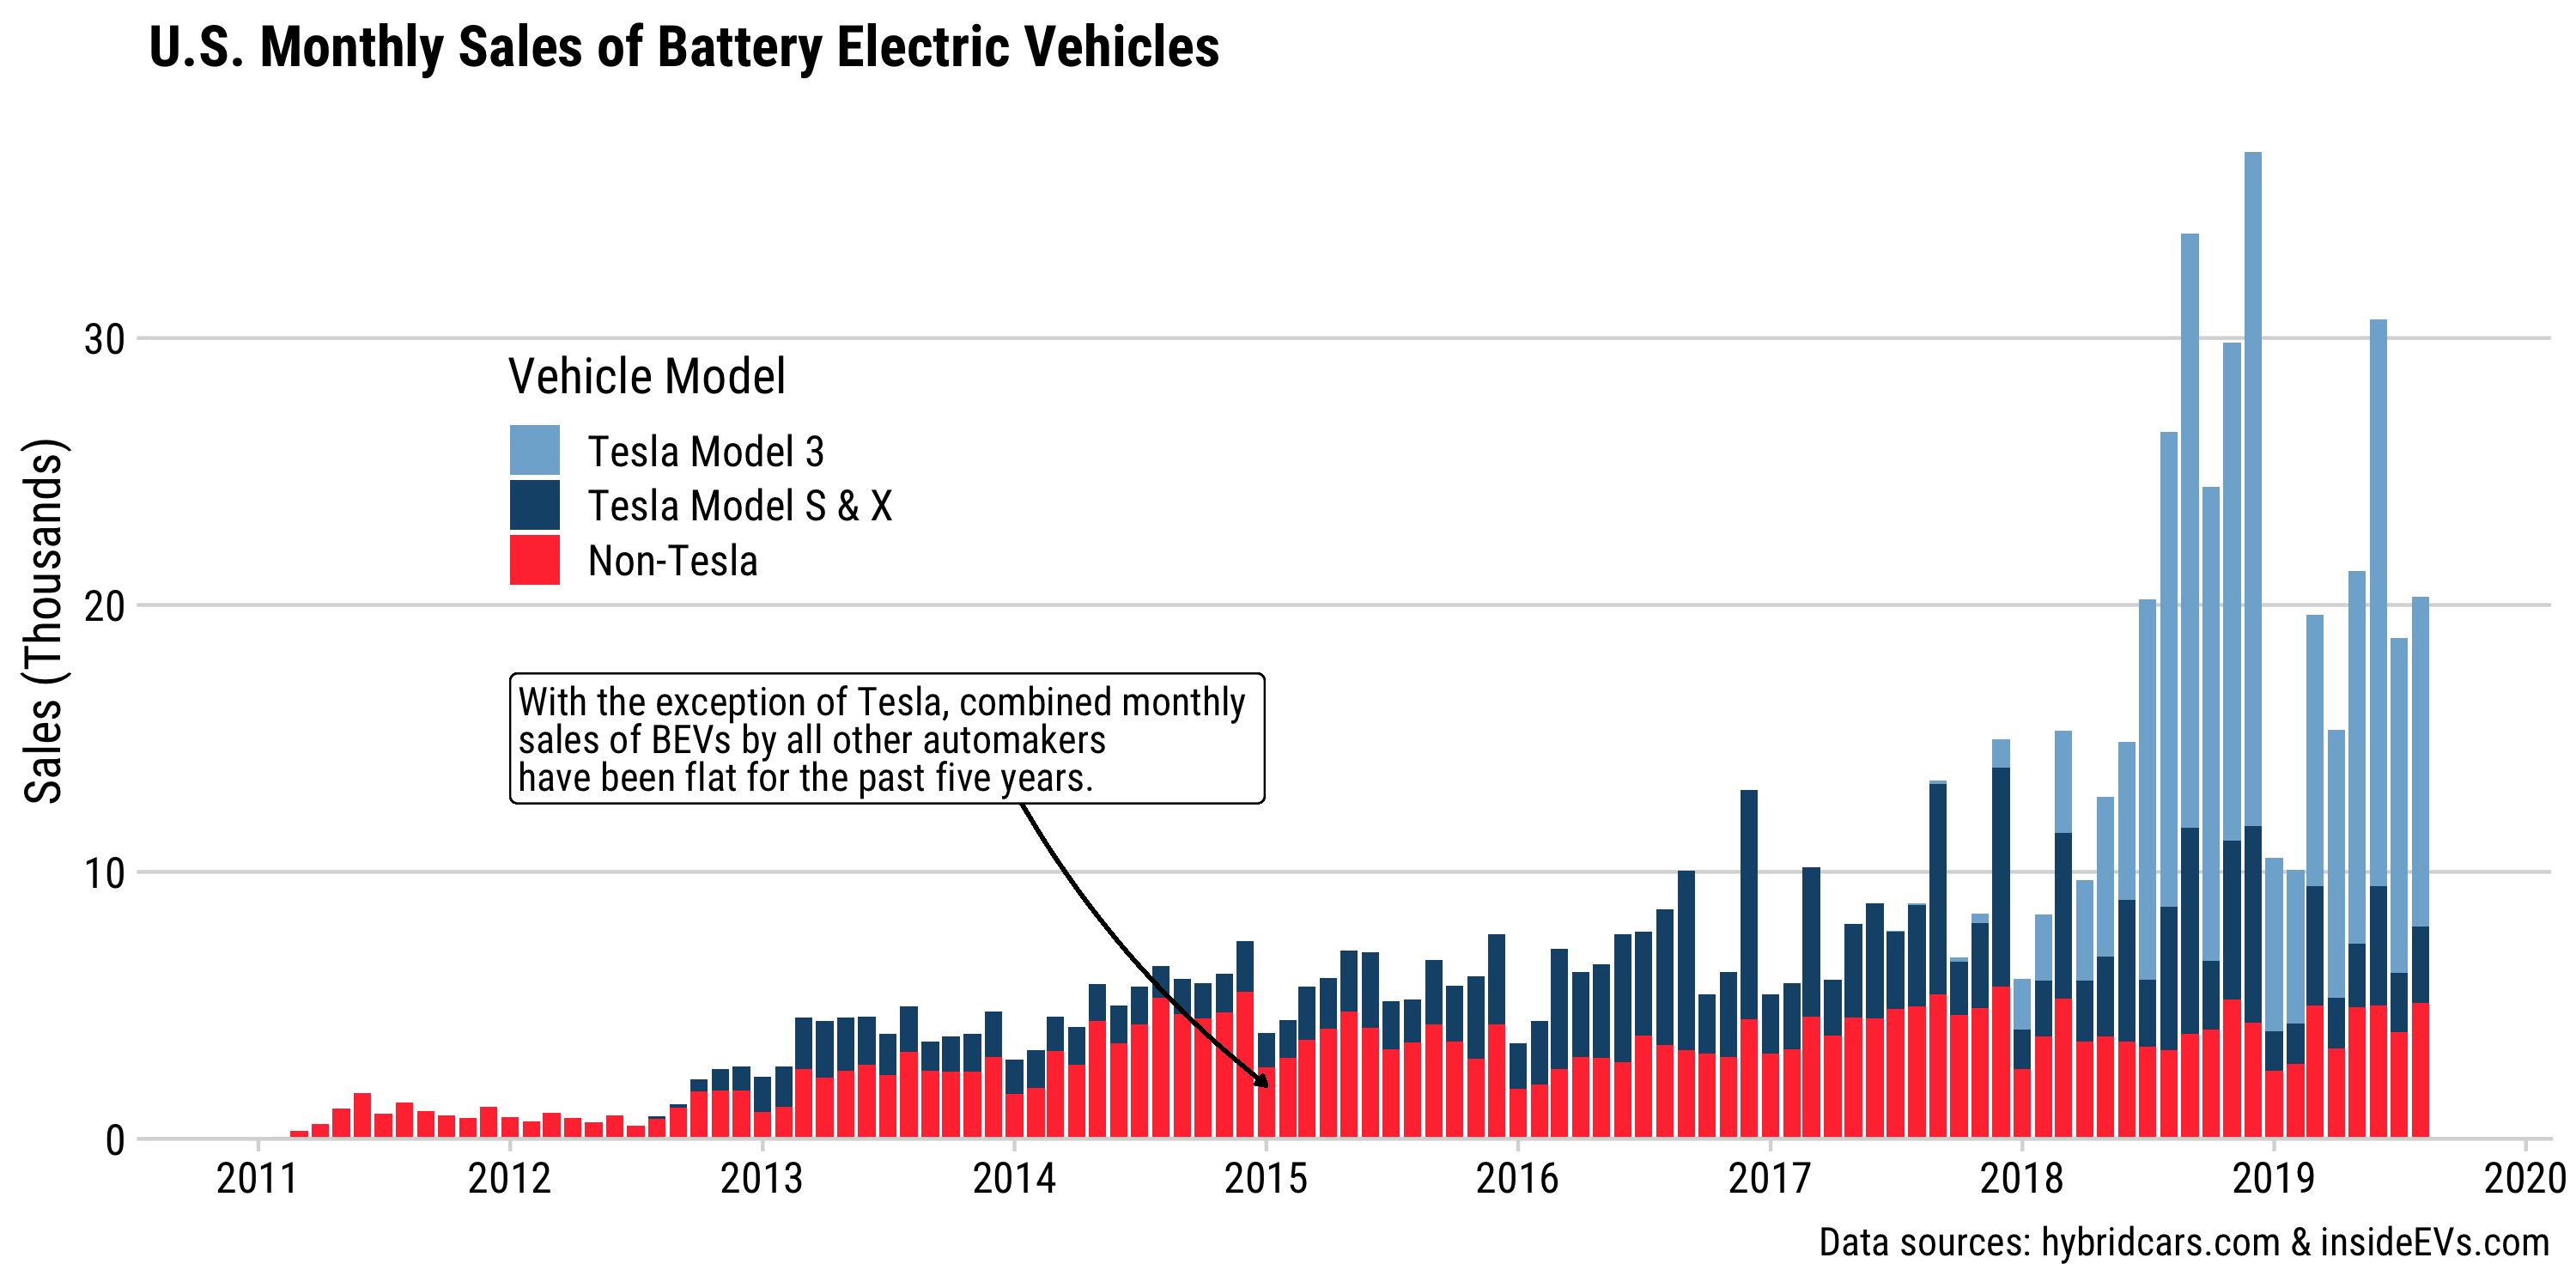 U.S. Monthly Sales of Battery Electric Vehicles
Sales (Thousands)
30
20
10
0
Vehicle Model
Tesla Model 3
Tesla Model S & X
Non-Tesla
With the exception of Tesla, combined monthly
sales of BEVs by all other automakers
have been flat for the past five years.
2011 2012 2013 2014 2015 2016 2017 2018 2019 2020
Data sources: hybridcars.com & insideEVs.com